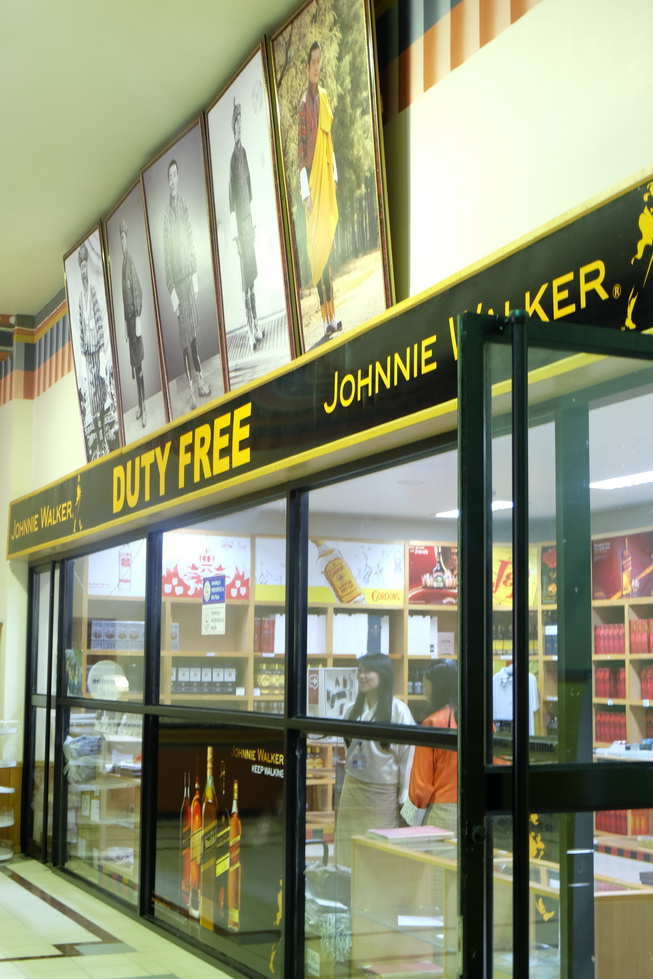 JOHNNIE WALKER®
JOHNNIE WALKER
DUTY FREE
GORDON'S
JOHNNIE WALKER
KEEP WALKING